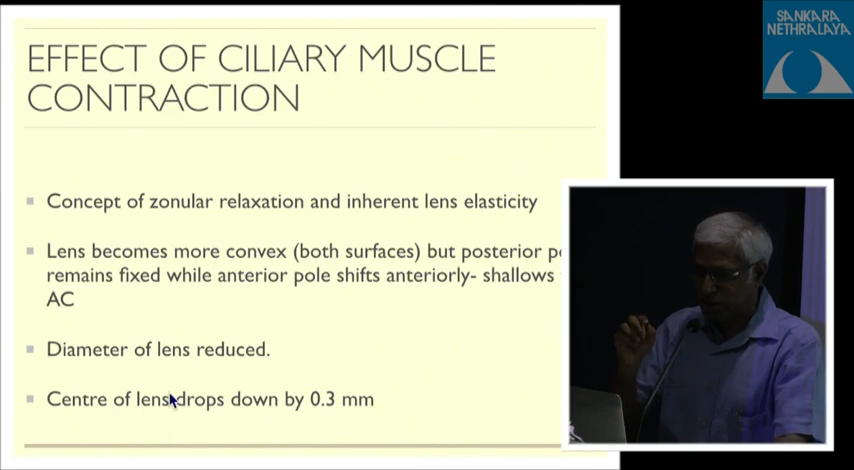 EFFECT OF CILIARY MUSCLE
CONTRACTION
Concept of zonular relaxation and inherent lens elasticity
Lens becomes more convex (both surfaces) but posterior
remains fixed while anterior pole shifts anteriorly- shallows
AC
Diameter of lens reduced.
Centre of lens drops down by 0.3 mm
SANKARA
NETHRALAYA